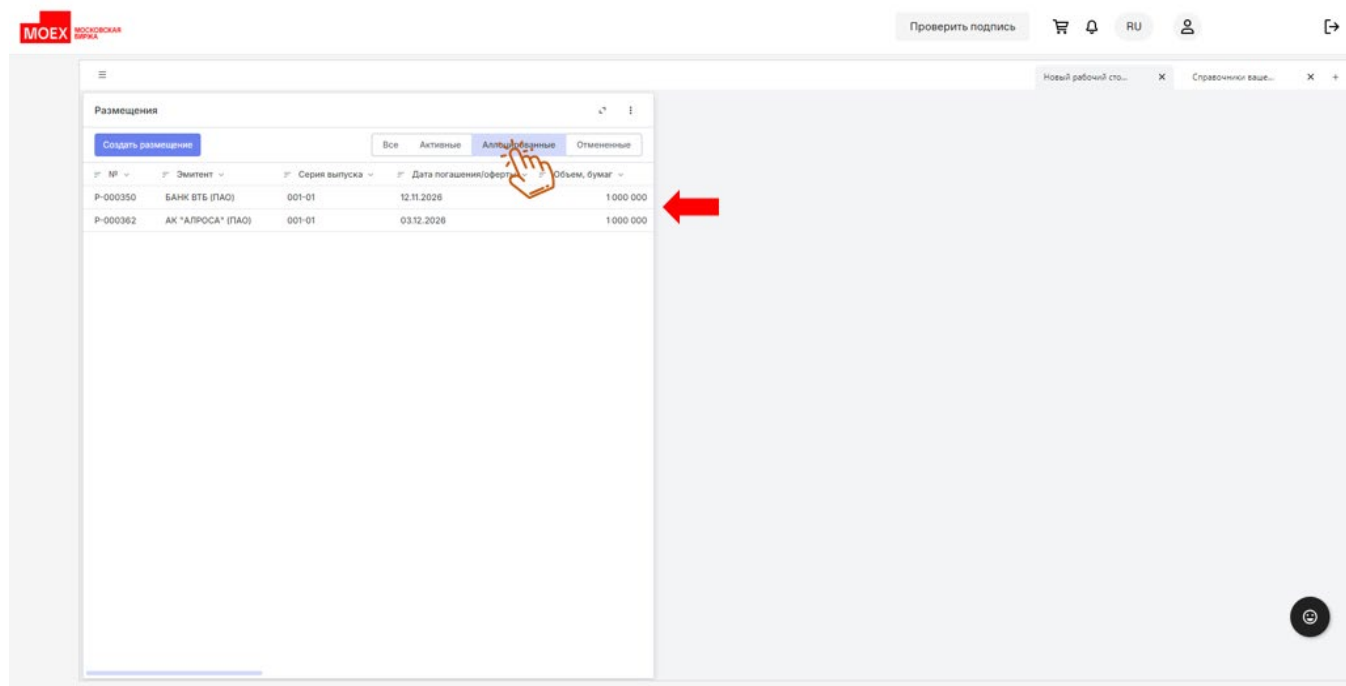 MOEX МОСКОВСКАЯ БИРЖА
Проверить подпись
RU
Новый рабочий сто...
Справочники ваше...
Размещения
Создать размещение
Все Активные Аллоцированные Отмененные
№ Эмитент Серия выпуска Дата погашения/оферты Объем, бумаг
P-000350 БАНК ВТБ (ПАО) 001-01 12.11.2026 1 000 000
P-000362 АК "АЛРОСА" (ПАО) 001-01 03.12.2026 1 000 000